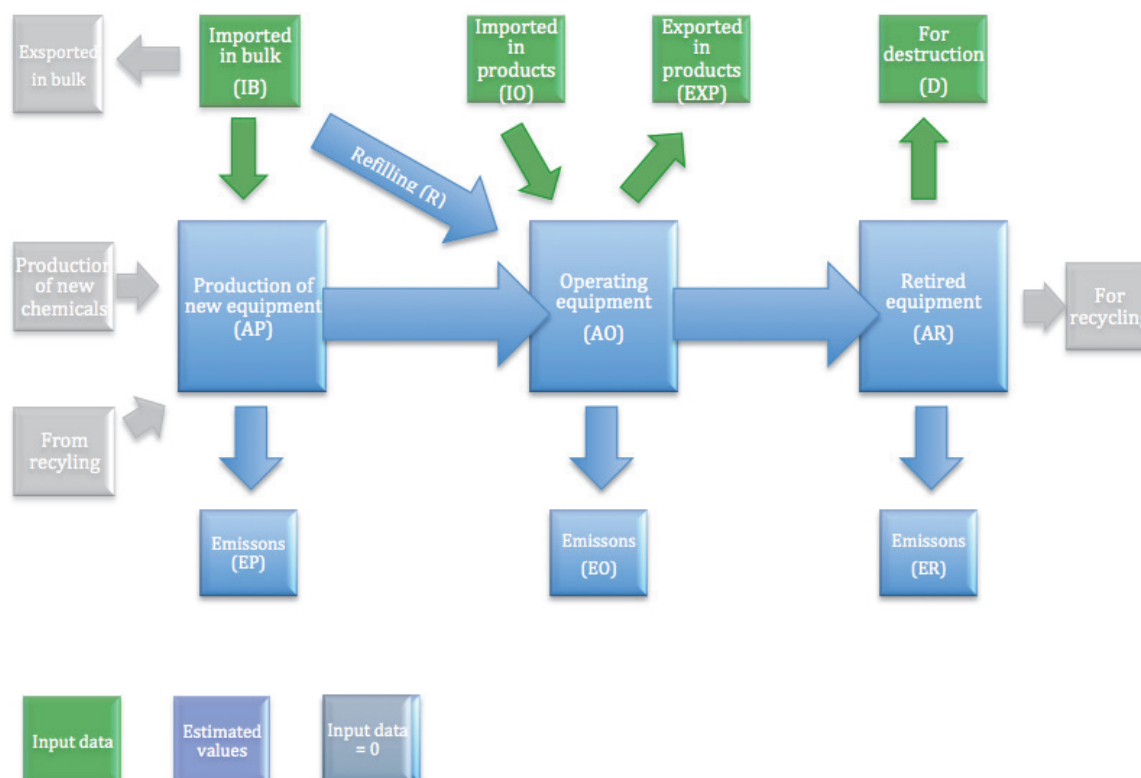 Exsported
in bulk
Imported
in bulk
(IB)
Imported
in
products
(IO)
Exported
in
products
(EXP)
For
destruction
(D)
Refilling (R)
Production
of new
chemicals
Production of
new equipment
(AP)
Operating
equipment
(AO)
Retired
equipment
(AR)
For
recycling
From
recyling
Emissons
(EP)
Emissons
(EO)
Emissons
(ER)
Input data
Estimated
values
Input data
= 0